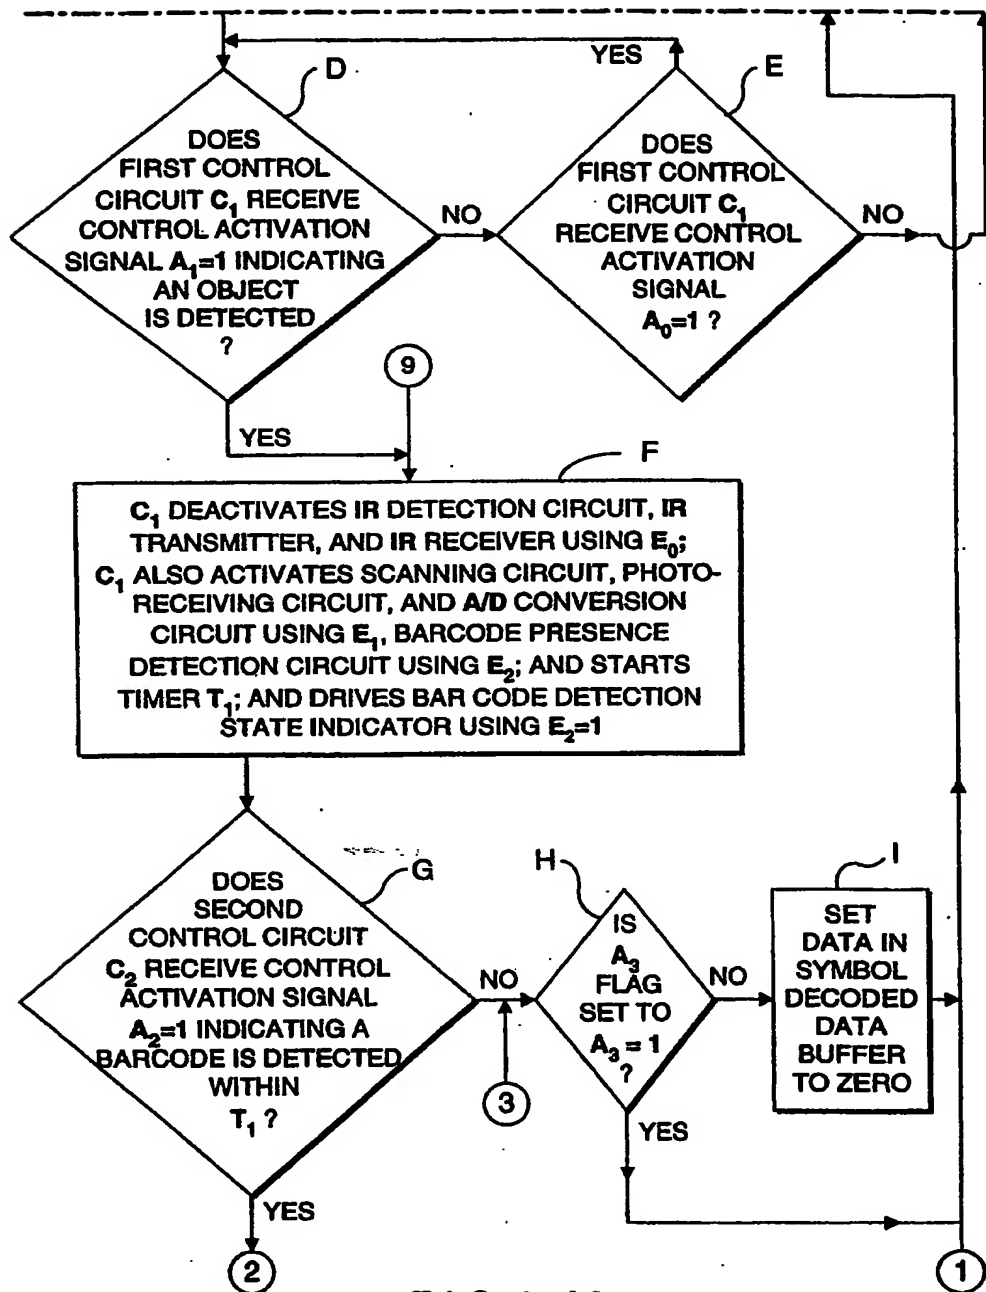 YES
D
E
DOES
FIRST CONTROL
CIRCUIT C₁ RECEIVE
CONTROL ACTIVATION
SIGNAL A₁=1 INDICATING
AN OBJECT
IS DETECTED
?
NO
DOES
FIRST CONTROL
CIRCUIT C₁
RECEIVE CONTROL
ACTIVATION
SIGNAL
A₀=1 ?
NO
9
YES
F
C₁ DEACTIVATES IR DETECTION CIRCUIT, IR
TRANSMITTER, AND IR RECEIVER USING E₀;
C₁ ALSO ACTIVATES SCANNING CIRCUIT, PHOTO-
RECEIVING CIRCUIT, AND A/D CONVERSION
CIRCUIT USING E₁, BARCODE PRESENCE
DETECTION CIRCUIT USING E₂; AND STARTS
TIMER T₁; AND DRIVES BAR CODE DETECTION
STATE INDICATOR USING E₂=1
G
DOES
SECOND
CONTROL CIRCUIT
C₂ RECEIVE CONTROL
ACTIVATION SIGNAL
A₂=1 INDICATING A
BARCODE IS DETECTED
WITHIN
T₁ ?
NO
3
H
IS
A₃
FLAG
SET TO
A₃ = 1
?
NO
I
SET
DATA IN
SYMBOL
DECODED
DATA
BUFFER
TO ZERO
YES
YES
2
1